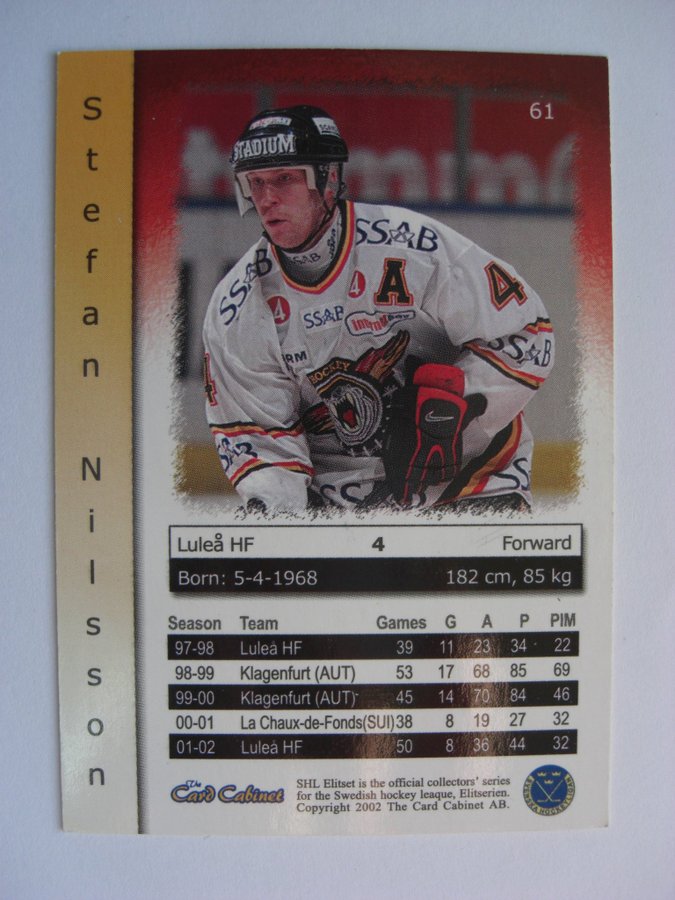 Stefan Nilsson
61
STADIUM
SSAB
A
4
SSAB
4
4
SSAB
SSAB
4
HOCKEY
SSAB
Luleå HF 4 Forward
Born: 5-4-1968 182 cm, 85 kg
Season Team Games G A P PIM
97-98 Luleå HF 39 11 23 34 22
98-99 Klagenfurt (AUT) 53 17 68 85 69
99-00 Klagenfurt (AUT) 45 14 70 84 46
00-01 La Chaux-de-Fonds(SUI) 38 8 19 27 32
01-02 Luleå HF 50 8 36 44 32
The Card Cabinet
SHL Elitset is the official collectors' series
for the Swedish hockey league, Elitserien.
Copyright 2002 The Card Cabinet AB.
SVENSKA HOCKEYLIGAN